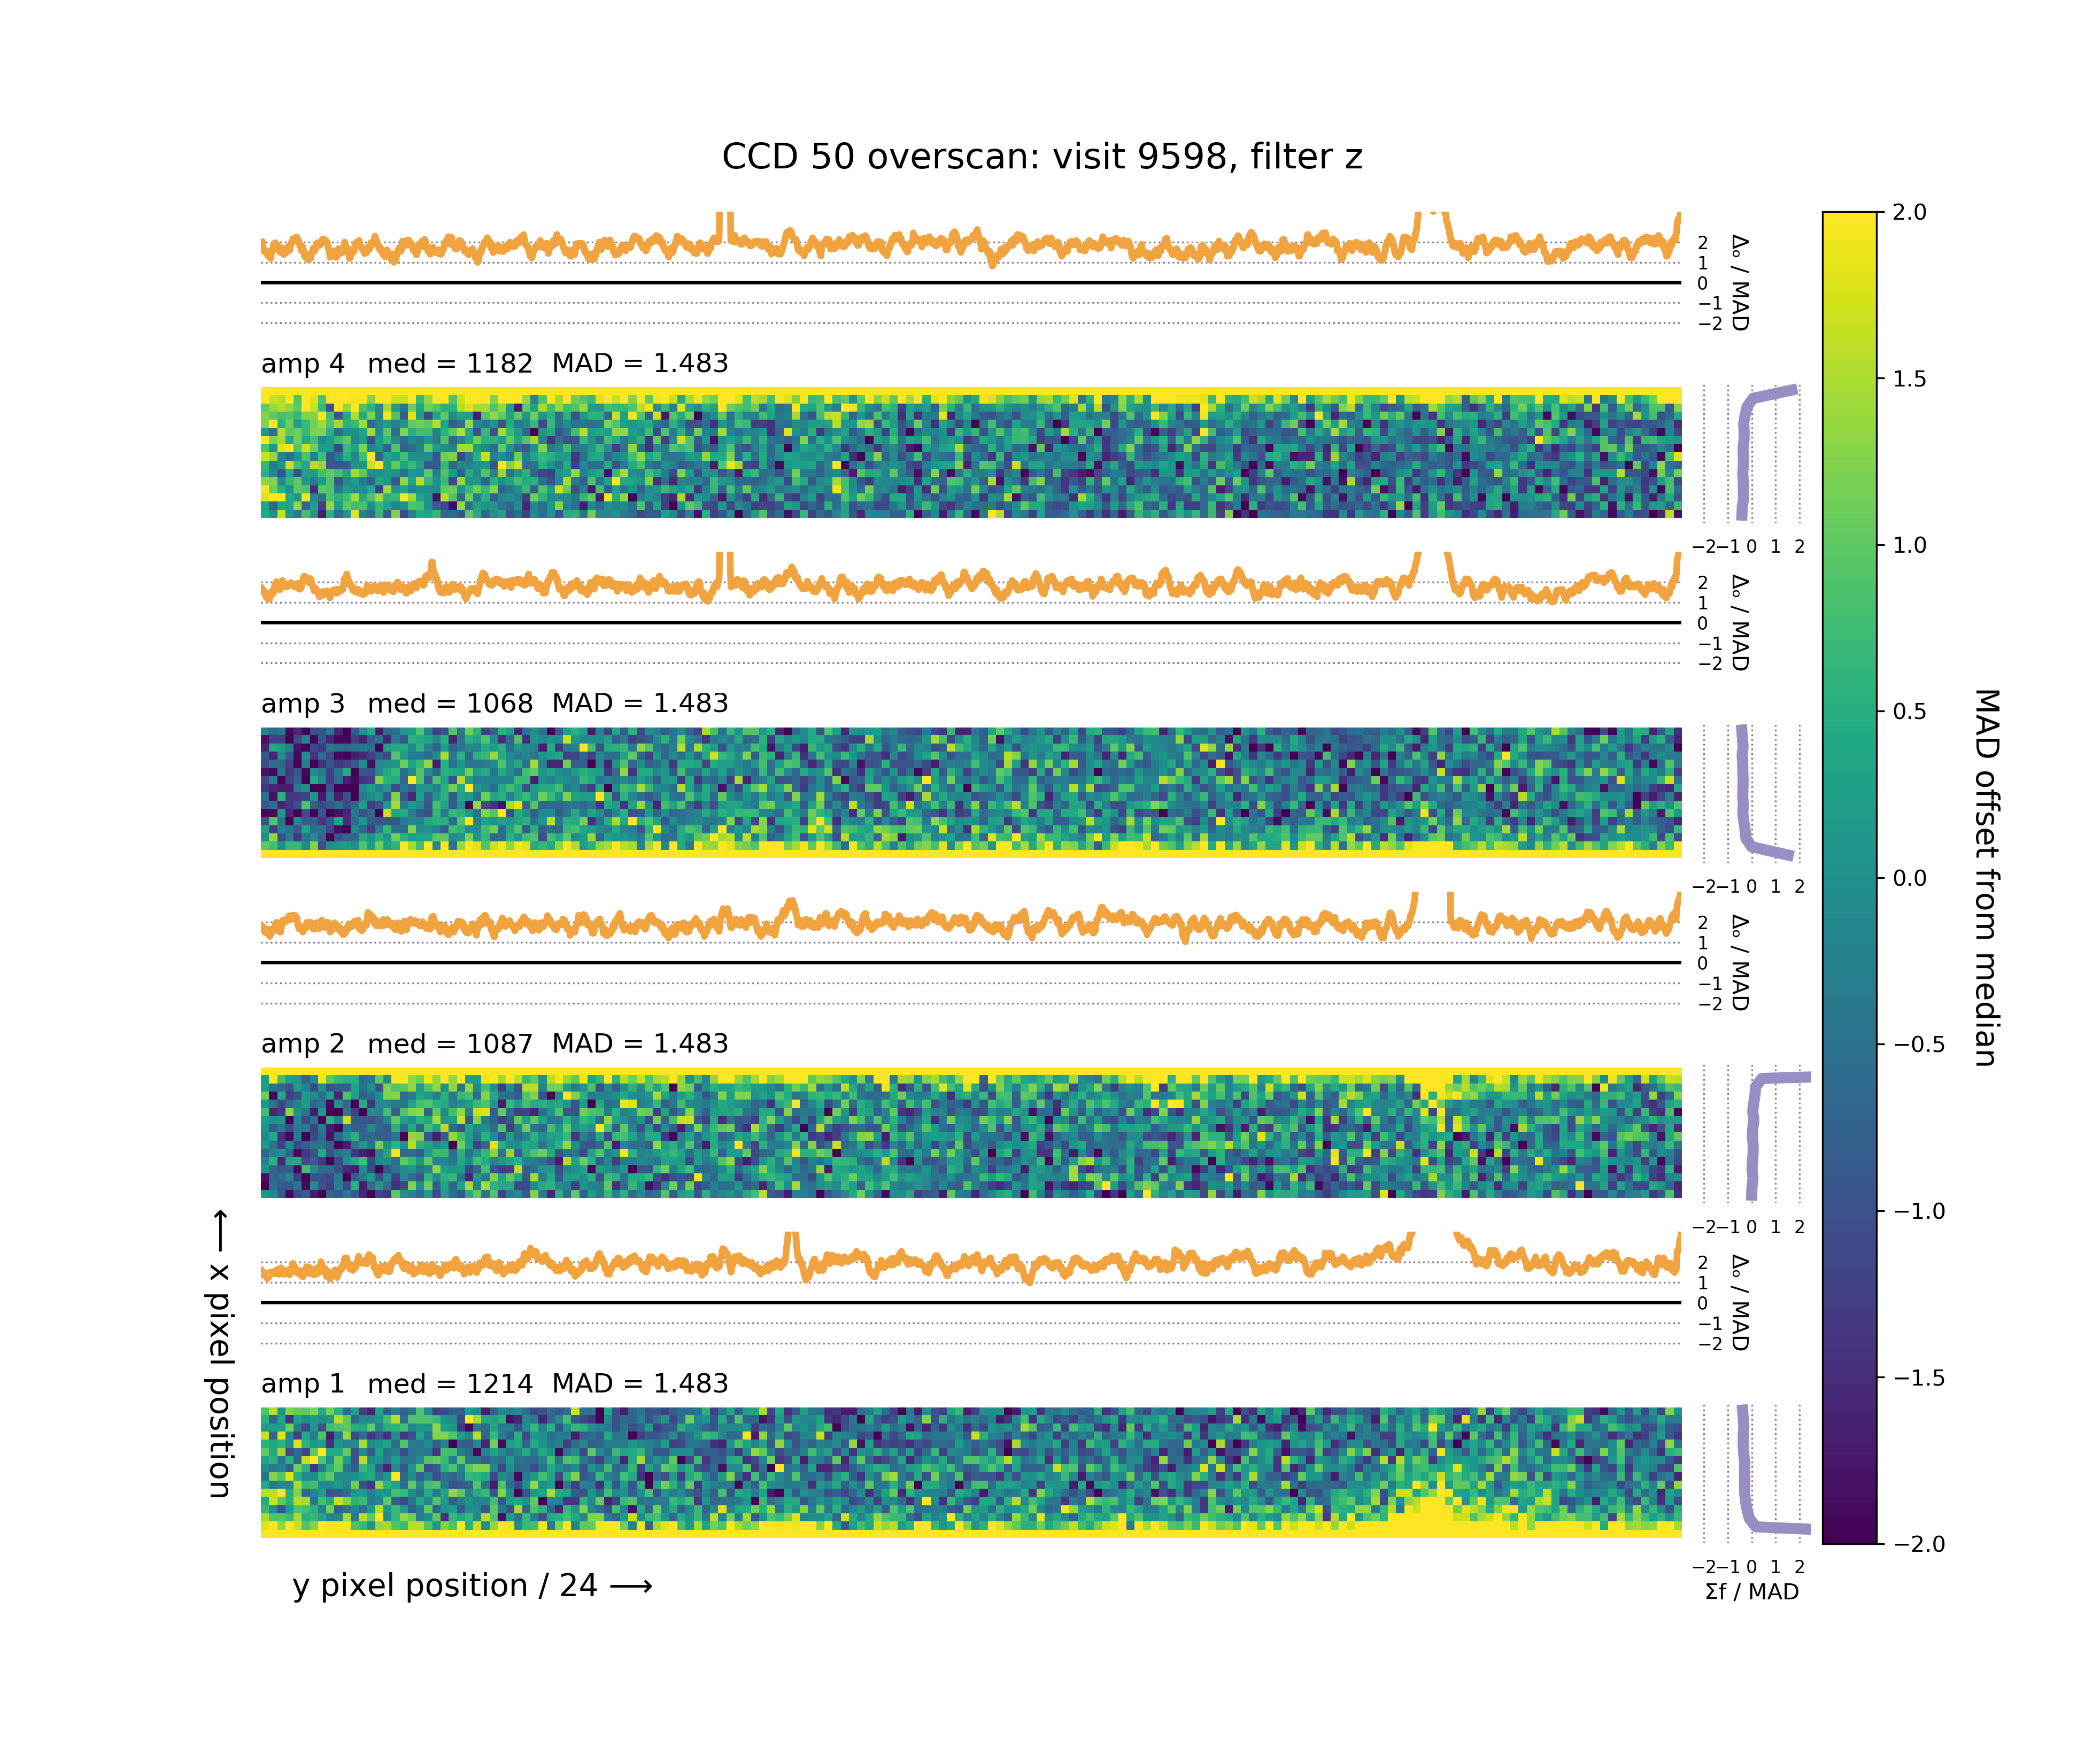 CCD 50 overscan: visit 9598, filter z
2
1
0
−1
−2
Δₒ / MAD
amp 4 med = 1182 MAD = 1.483
−2 −1 0 1 2
2
1
0
−1
−2
Δₒ / MAD
amp 3 med = 1068 MAD = 1.483
−2 −1 0 1 2
2
1
0
−1
−2
Δₒ / MAD
amp 2 med = 1087 MAD = 1.483
−2 −1 0 1 2
2
1
0
−1
−2
Δₒ / MAD
amp 1 med = 1214 MAD = 1.483
−2 −1 0 1 2
Σf / MAD
⟵ x pixel position
y pixel position / 24 ⟶
2.0
1.5
1.0
0.5
0.0
−0.5
−1.0
−1.5
−2.0
MAD offset from median